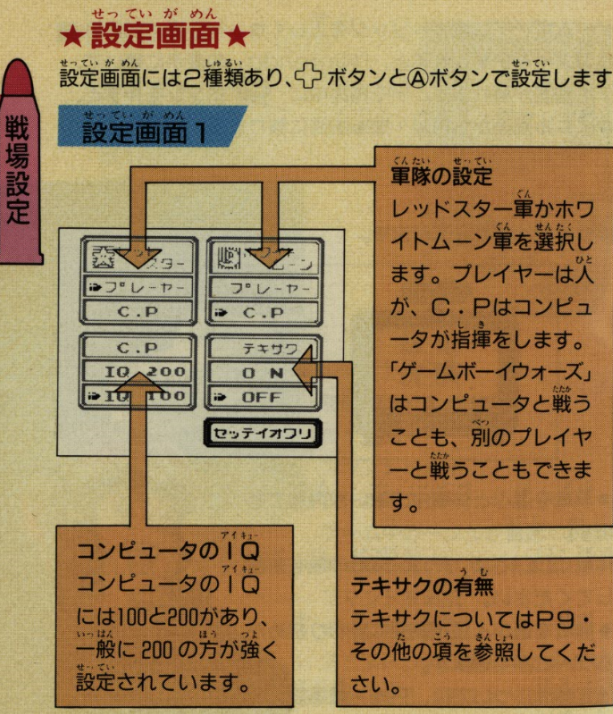 ★設定画面★
設定画面には2種類あり、✚ボタンとⒶボタンで設定します
戦場設定
設定画面1
軍隊の設定
レッドスター軍かホワ
イトムーン軍を選択し
ます。プレイヤーは人
が、C．Pはコンピュ
ータが指揮をします。
「ゲームボーイウォーズ」
はコンピュータと戦う
ことも、別のプレイヤ
ーと戦うこともできま
す。
プレーヤー
C.P
プレーヤー
C.P
C.P
IQ 200
IQ 100
テキサク
ON
OFF
セッテイオワリ
コンピュータのIQ
コンピュータのIQ
には100と200があり、
一般に200の方が強く
設定されています。
テキサクの有無
テキサクについてはP9・
その他の項を参照してくだ
さい。